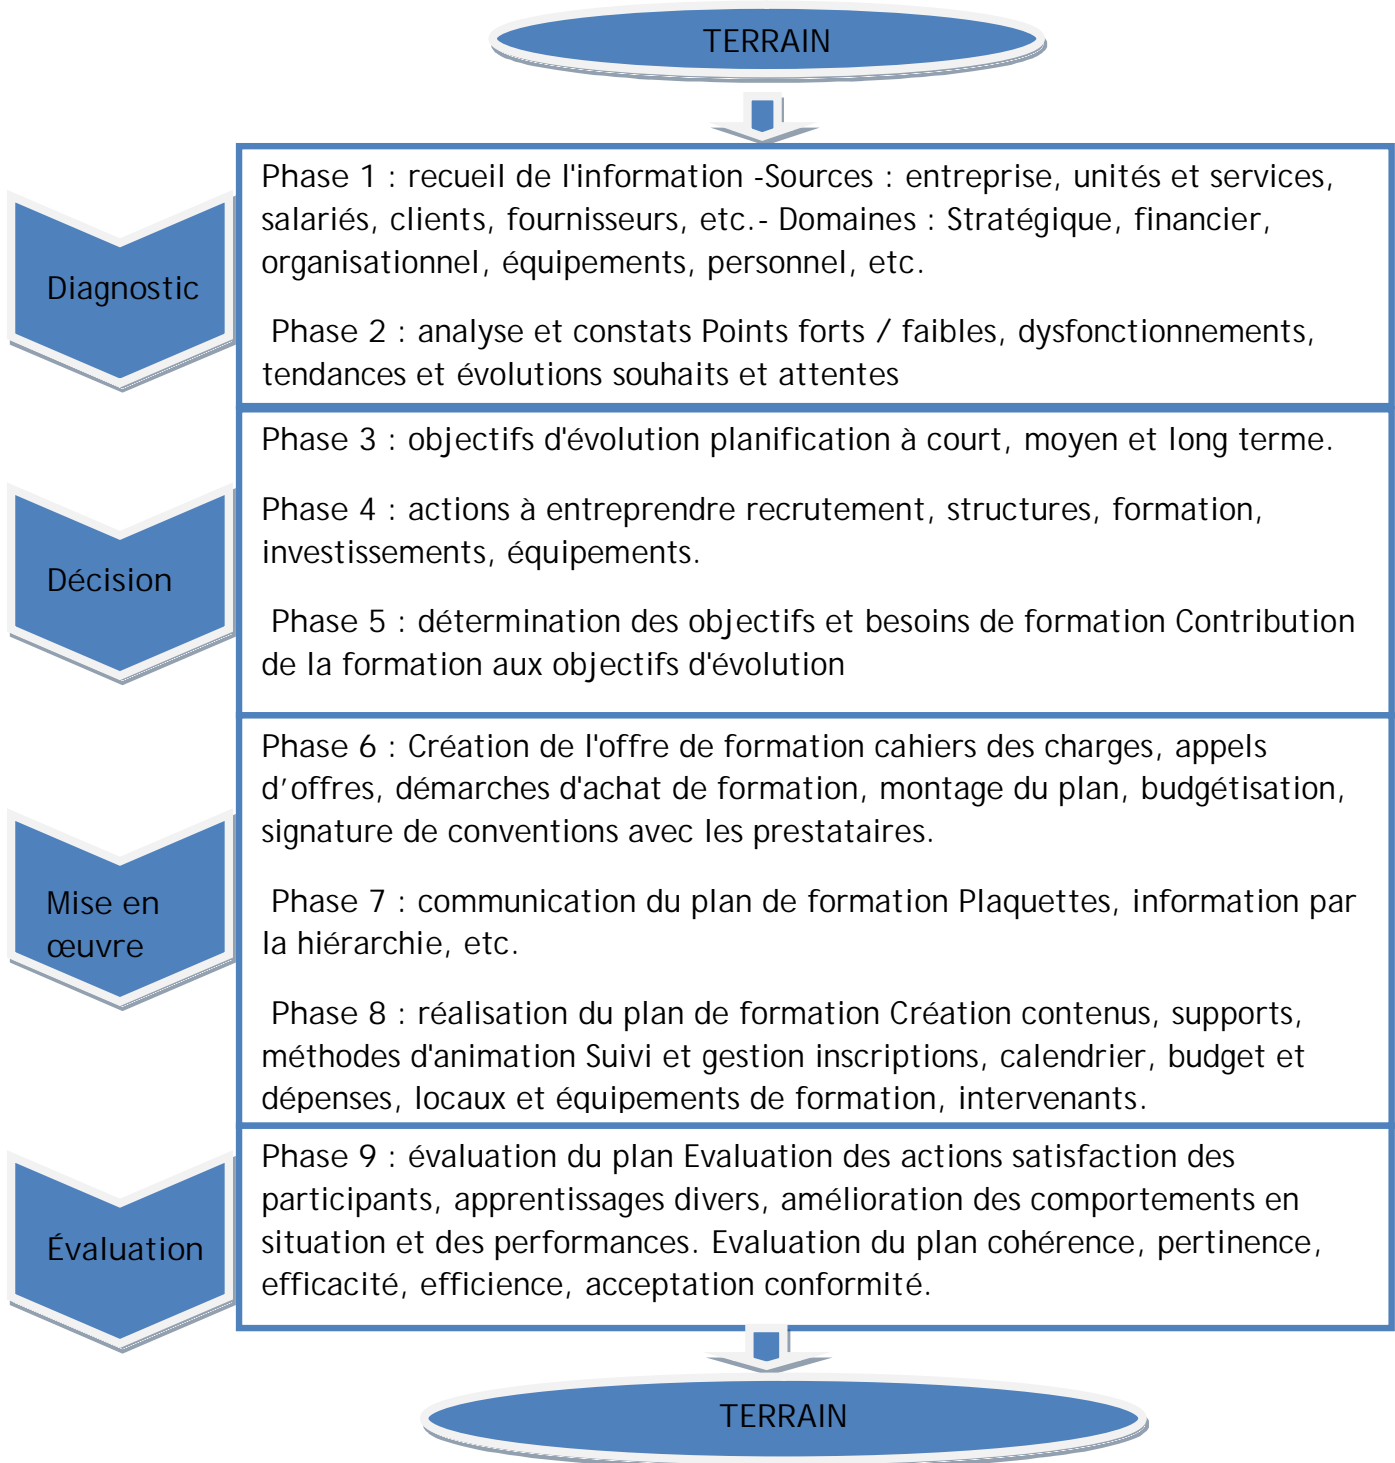 TERRAIN
Diagnostic
Phase 1 : recueil de l'information -Sources : entreprise, unités et services,
salariés, clients, fournisseurs, etc.- Domaines : Stratégique, financier,
organisationnel, équipements, personnel, etc.
Phase 2 : analyse et constats Points forts / faibles, dysfonctionnements,
tendances et évolutions souhaits et attentes
Décision
Phase 3 : objectifs d'évolution planification à court, moyen et long terme.
Phase 4 : actions à entreprendre recrutement, structures, formation,
investissements, équipements.
Phase 5 : détermination des objectifs et besoins de formation Contribution
de la formation aux objectifs d'évolution
Mise en
œuvre
Phase 6 : Création de l'offre de formation cahiers des charges, appels
d’offres, démarches d'achat de formation, montage du plan, budgétisation,
signature de conventions avec les prestataires.
Phase 7 : communication du plan de formation Plaquettes, information par
la hiérarchie, etc.
Phase 8 : réalisation du plan de formation Création contenus, supports,
méthodes d'animation Suivi et gestion inscriptions, calendrier, budget et
dépenses, locaux et équipements de formation, intervenants.
Évaluation
Phase 9 : évaluation du plan Evaluation des actions satisfaction des
participants, apprentissages divers, amélioration des comportements en
situation et des performances. Evaluation du plan cohérence, pertinence,
efficacité, efficience, acceptation conformité.
TERRAIN